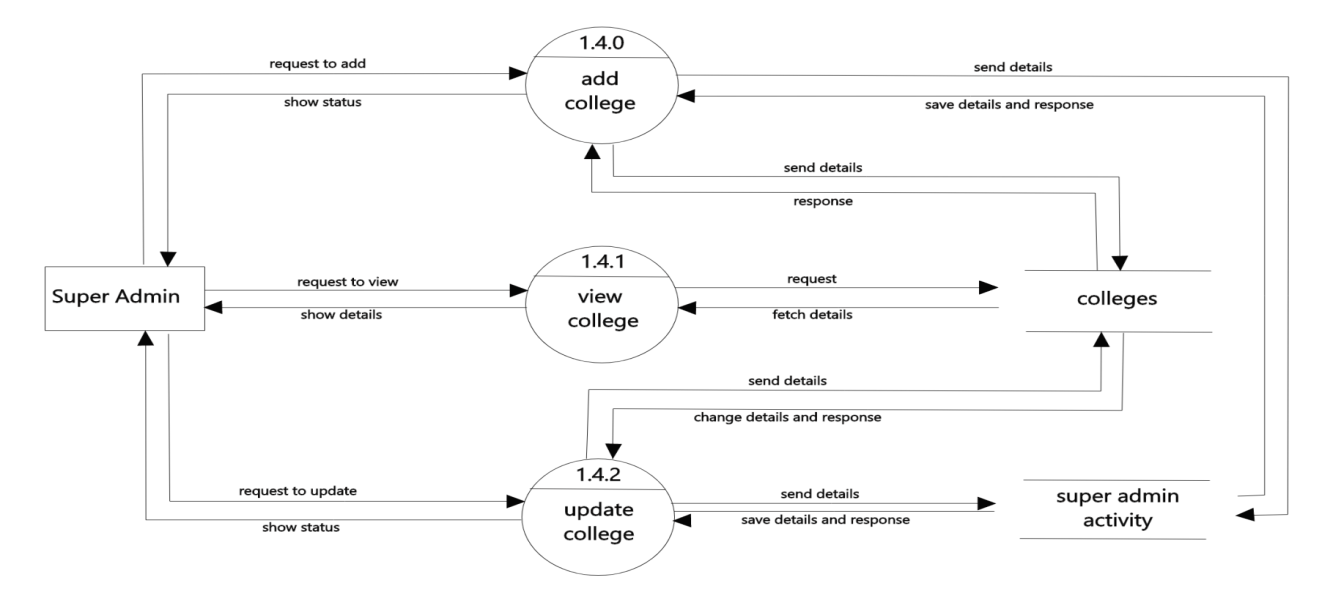 1.4.0
add
college
request to add
show status
send details
save details and response
send details
response
Super Admin
request to view
show details
1.4.1
view
college
request
fetch details
colleges
send details
change details and response
1.4.2
update
college
request to update
show status
send details
save details and response
super admin
activity